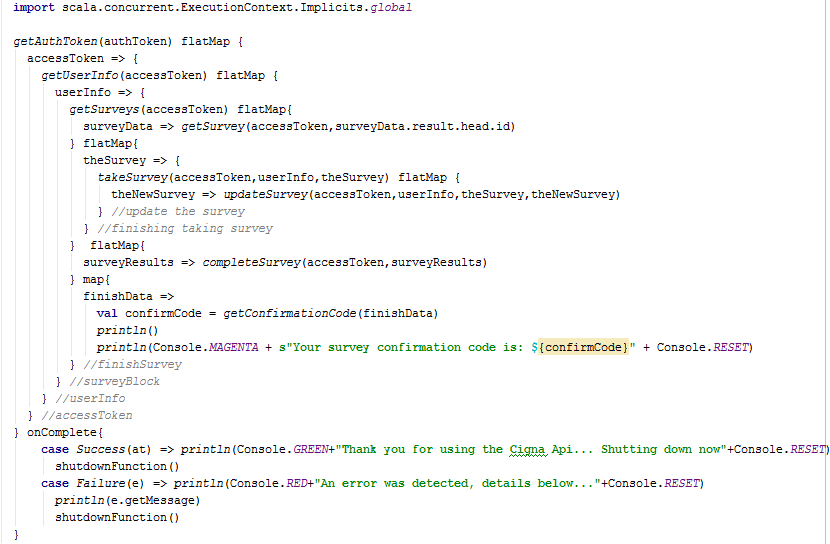 import scala.concurrent.ExecutionContext.Implicits.global

getAuthToken(authToken) flatMap {
  accessToken => {
    getUserInfo(accessToken) flatMap {
      userInfo => {
        getSurveys(accessToken) flatMap{
          surveyData => getSurvey(accessToken,surveyData.result.head.id)
        } flatMap{
          theSurvey => {
            takeSurvey(accessToken,userInfo,theSurvey) flatMap {
              theNewSurvey => updateSurvey(accessToken,userInfo,theSurvey,theNewSurvey)
            } //update the survey
          } //finishing taking survey
        }  flatMap{
          surveyResults => completeSurvey(accessToken,surveyResults)
        } map{
          finishData =>
            val confirmCode = getConfirmationCode(finishData)
            println()
            println(Console.MAGENTA + s"Your survey confirmation code is: ${confirmCode}" + Console.RESET)
        } //finishSurvey
      } //surveyBlock
    } //userInfo
  } //accessToken
} onComplete{
    case Success(at) => println(Console.GREEN+"Thank you for using the Cigna Api... Shutting down now"+Console.RESET)
      shutdownFunction()
    case Failure(e) => println(Console.RED+"An error was detected, details below..."+Console.RESET)
      println(e.getMessage)
      shutdownFunction()
}